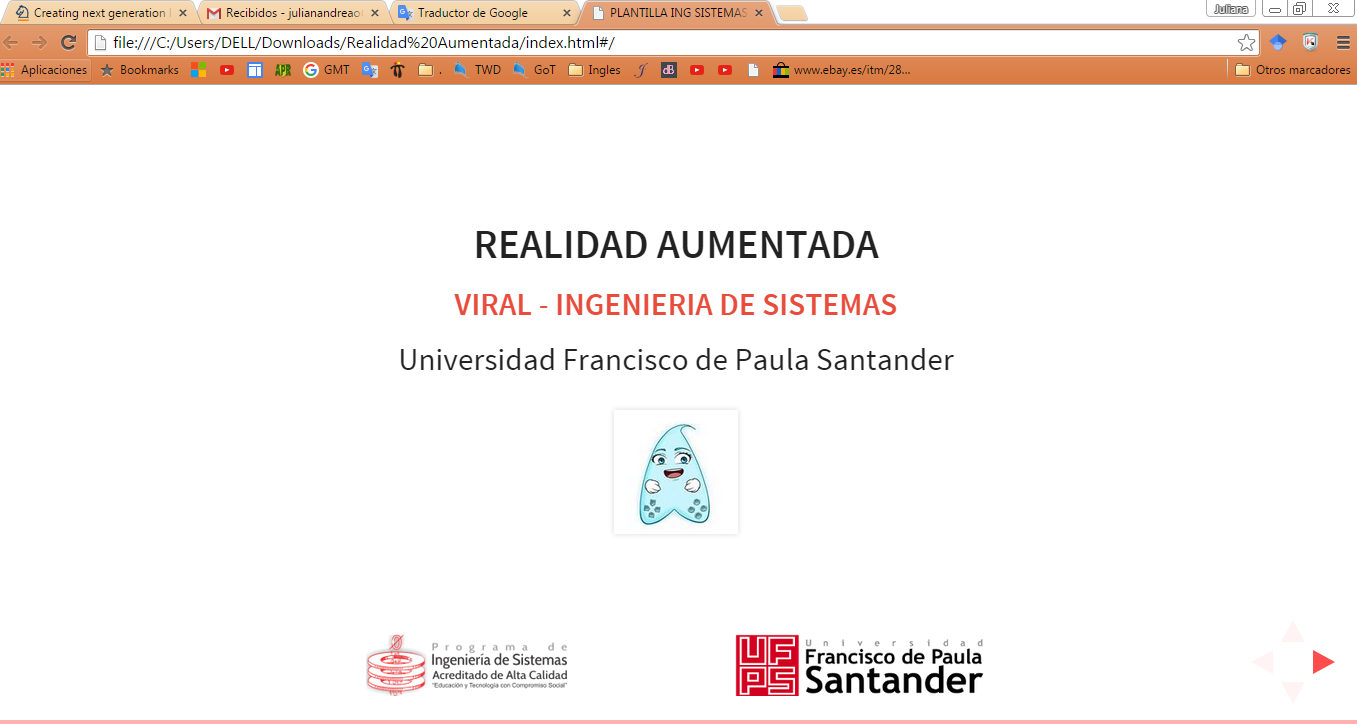 Creating next generation
Recibidos - julianandreao
Traductor de Google
PLANTILLA ING SISTEMAS
Juliana
file:///C:/Users/DELL/Downloads/Realidad%20Aumentada/index.html#/
Aplicaciones
Bookmarks
APR
GMT
.
TWD
GoT
Ingles
dB
www.ebay.es/itm/28...
Otros marcadores
REALIDAD AUMENTADA
VIRAL - INGENIERIA DE SISTEMAS
Universidad Francisco de Paula Santander
Programa de
Ingeniería de Sistemas
Acreditado de Alta Calidad
"Educación y Tecnología con Compromiso Social"
UFPS
Universidad
Francisco de Paula
Santander